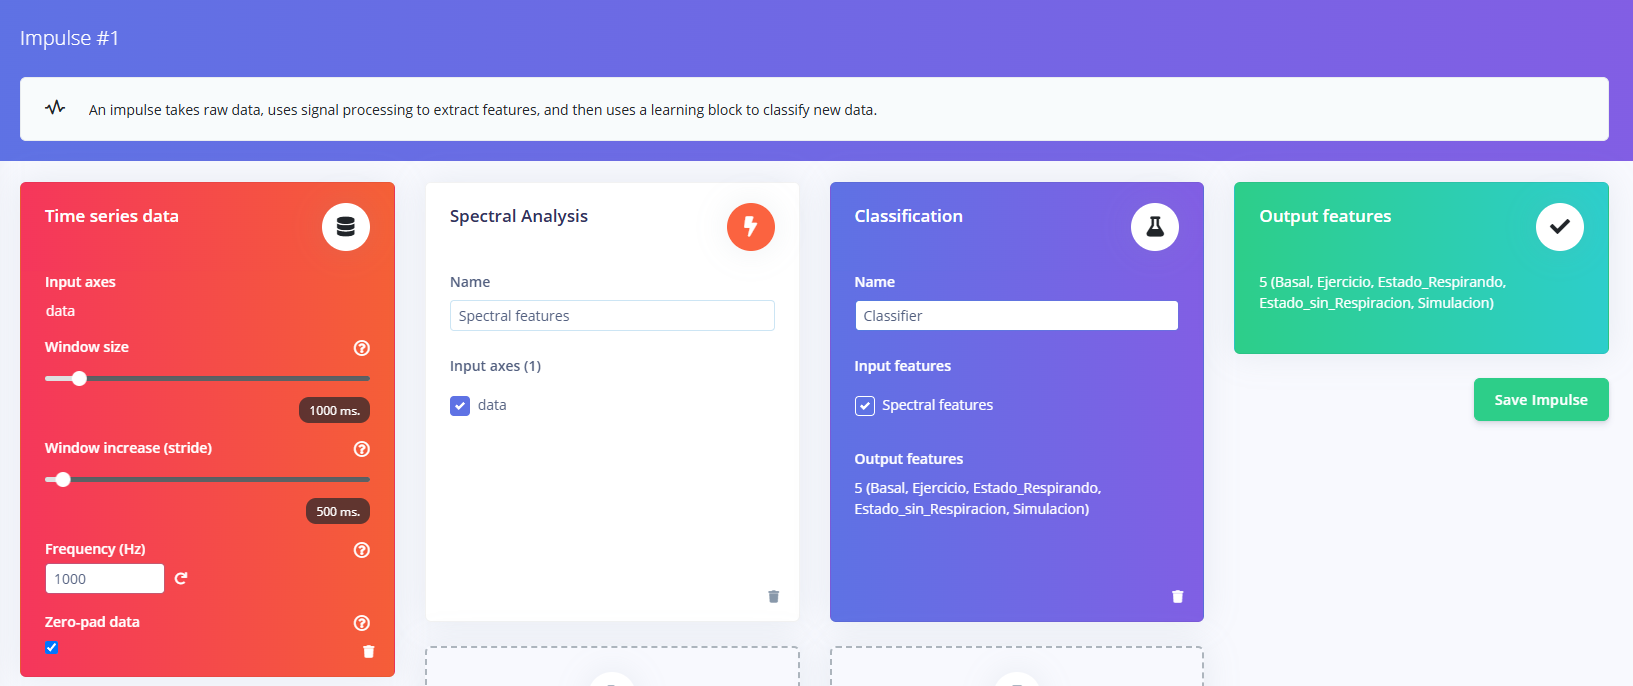 Impulse #1
An impulse takes raw data, uses signal processing to extract features, and then uses a learning block to classify new data.
Time series data
Input axes
data
Window size
1000 ms.
Window increase (stride)
500 ms.
Frequency (Hz)
1000
Zero-pad data
Spectral Analysis
Name
Spectral features
Input axes (1)
data
Classification
Name
Classifier
Input features
Spectral features
Output features
5 (Basal, Ejercicio, Estado_Respirando,
Estado_sin_Respiracion, Simulacion)
Output features
5 (Basal, Ejercicio, Estado_Respirando,
Estado_sin_Respiracion, Simulacion)
Save Impulse